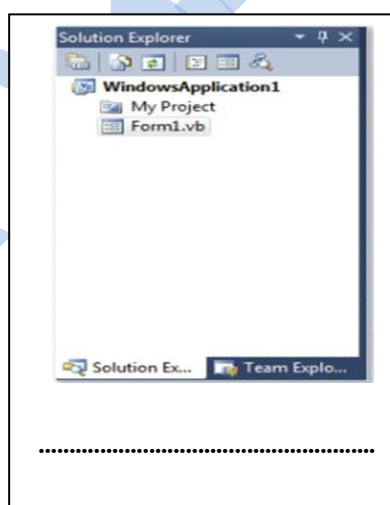 Solution Explorer
WindowsApplication1
My Project
Form1.vb
Solution Ex...
Team Explo...
........................................................